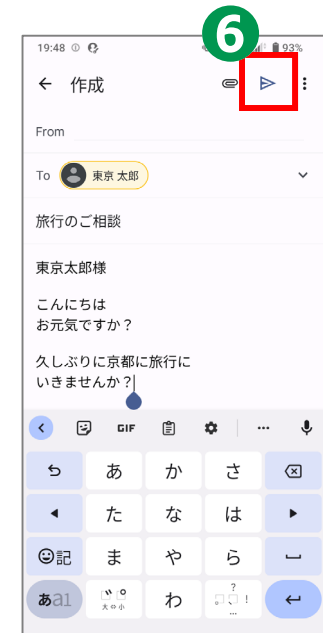 6
19:48 93%
作成
From
To 東京 太郎
旅行のご相談
東京太郎様
こんにちは
お元気ですか?
久しぶりに京都に旅行に
いきませんか?
GIF
あ か さ
た な は
記 ま や ら
あa1 大⇔小 わ 。、?!…